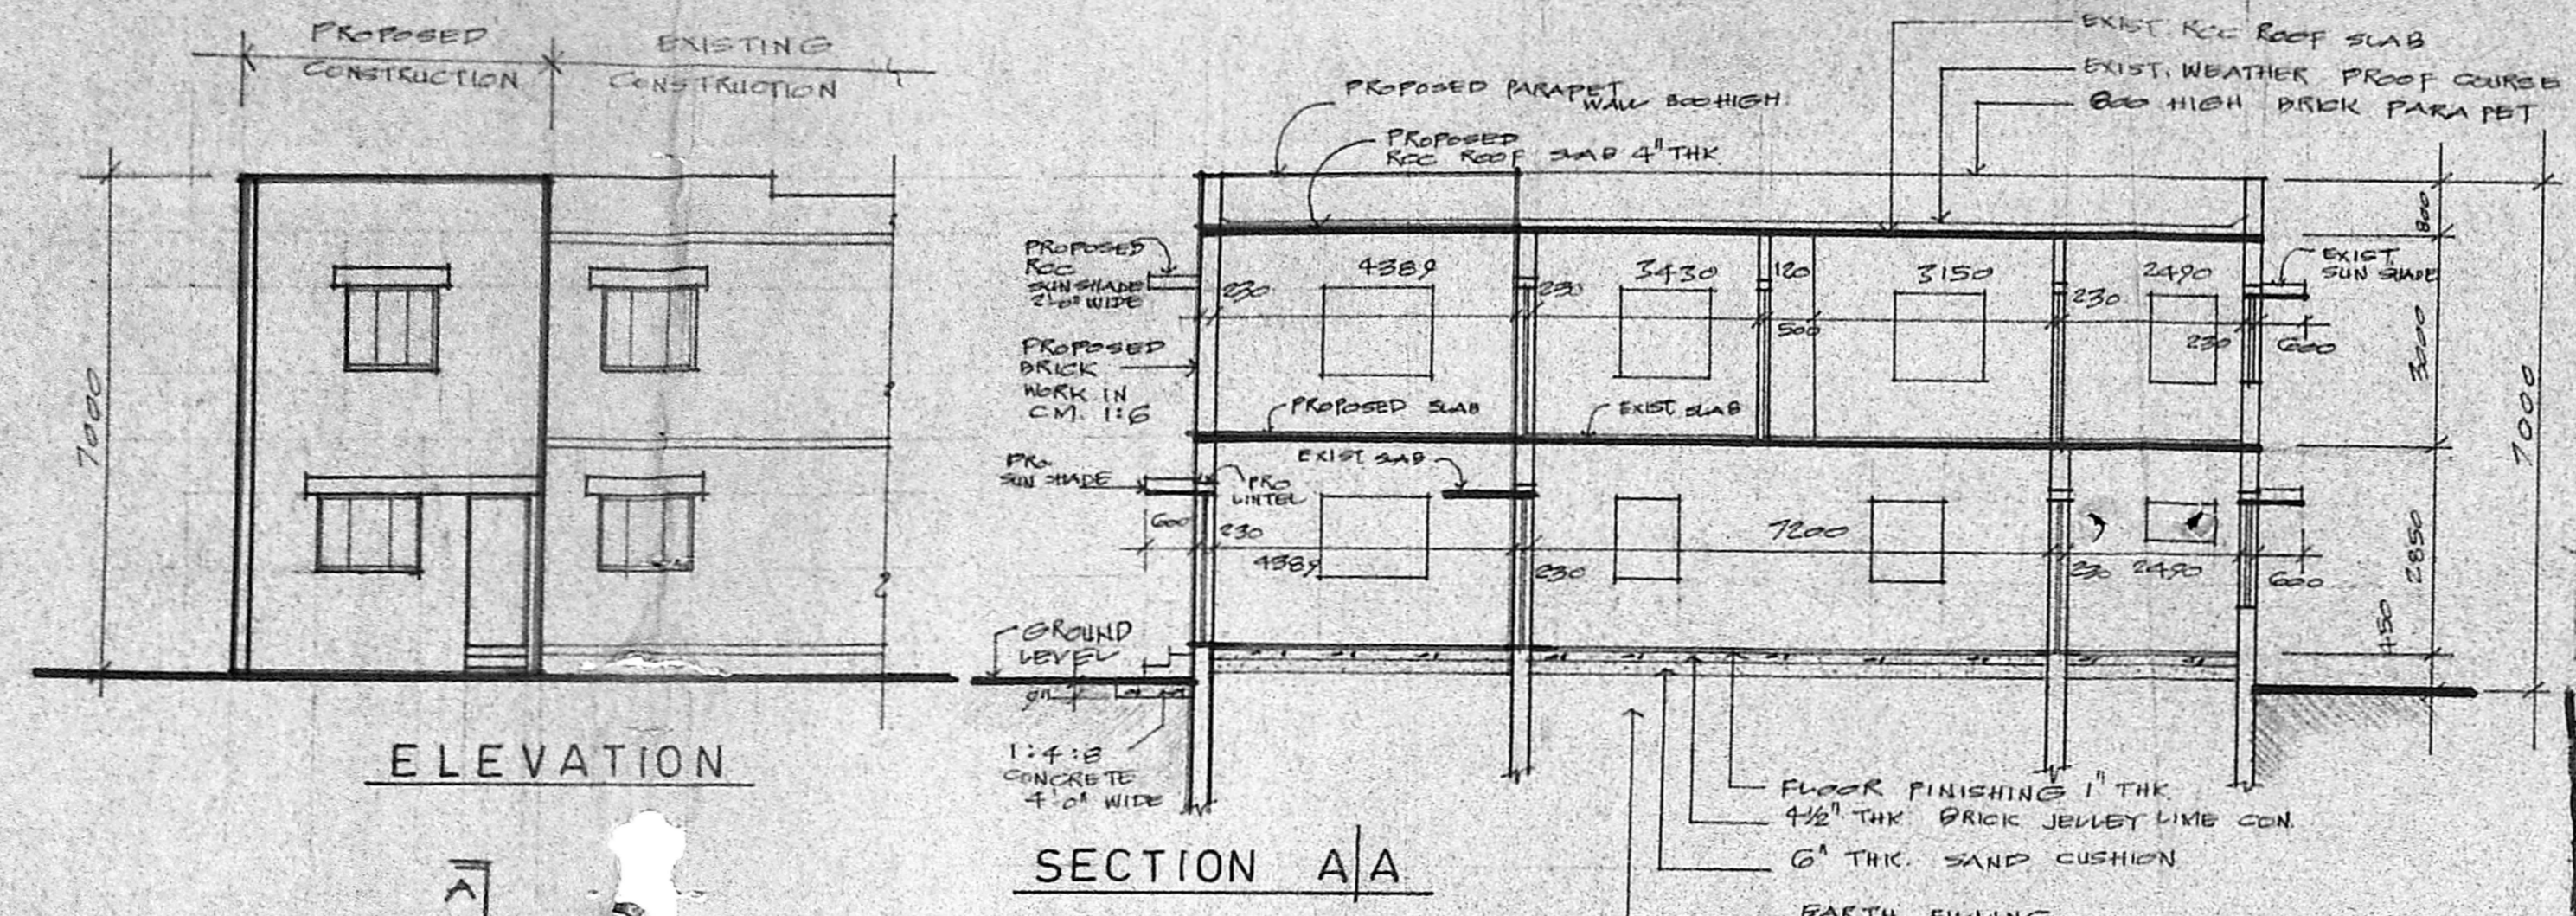 PROPOSED
CONSTRUCTION
EXISTING
CONSTRUCTION
7000
ELEVATION
A
PROPOSED PARAPET
WALL 800 HIGH
PROPOSED
RCC ROOF SLAB 4" THK
EXIST. RCC ROOF SLAB
EXIST. WEATHER PROOF COURSE
800 HIGH BRICK PARAPET
PROPOSED
RCC
SUNSHADE
2'-0" WIDE
PROPOSED
BRICK
WORK IN
CM. 1:6
230
4389
230
3430
120
500
3150
230
2490
230
EXIST
SUN SHADE
600
PROPOSED SLAB
EXIST SLAB
PRO
SUN SHADE
PRO
LINTEL
EXIST SLAB
600
230
4389
230
7200
230
2490
600
800
3000
2850
450
7000
GROUND
LEVEL
9"
1:4:8
CONCRETE
4'0" WIDE
SECTION A/A
FLOOR FINISHING 1" THK
4½" THK BRICK JELLEY LIME CON.
6" THK. SAND CUSHION
EARTH FILLING